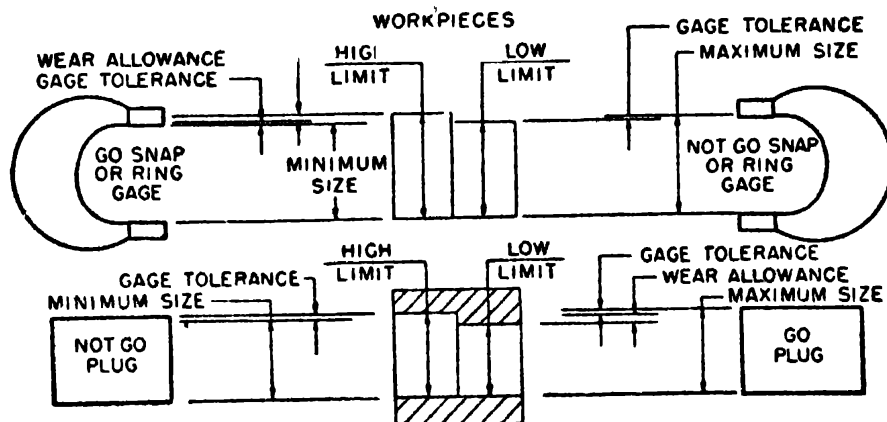 WORKPIECES
WEAR ALLOWANCE
GAGE TOLERANCE
HIGI
LIMIT
LOW
LIMIT
GAGE TOLERANCE
MAXIMUM SIZE
GO SNAP
OR RING
GAGE
MINIMUM
SIZE
NOT GO SNAP
OR RING
GAGE
GAGE TOLERANCE
MINIMUM SIZE
HIGH
LIMIT
LOW
LIMIT
GAGE TOLERANCE
WEAR ALLOWANCE
MAXIMUM SIZE
NOT GO
PLUG
GO
PLUG